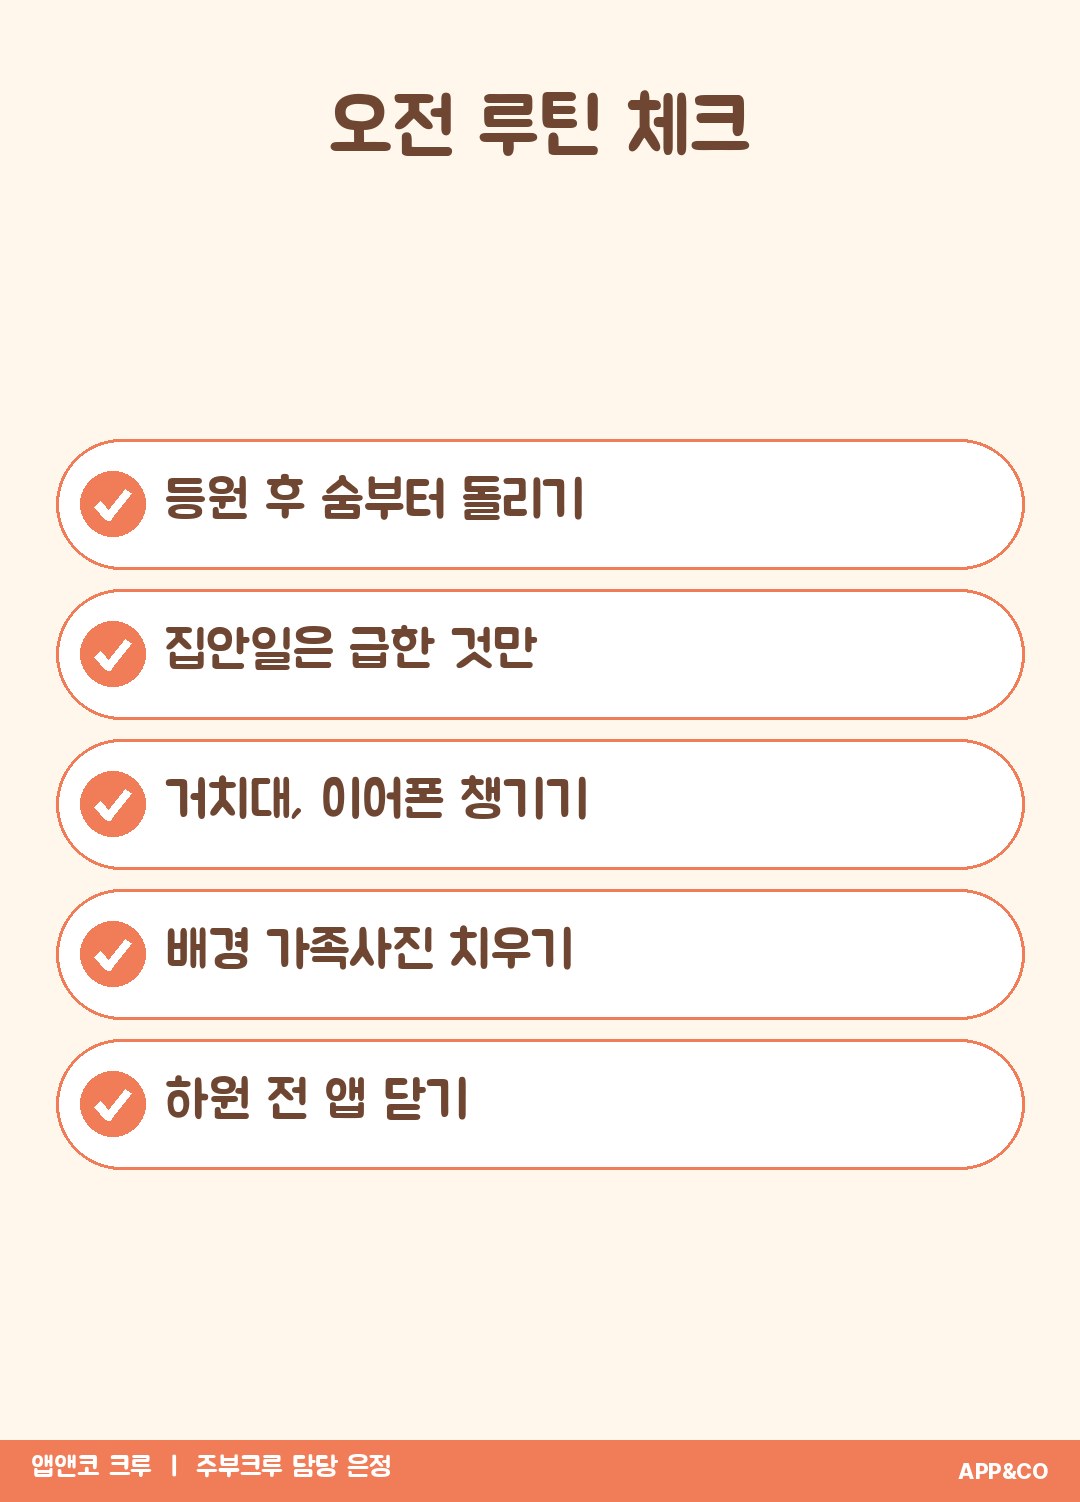 오전 루틴 체크
등원 후 숨부터 돌리기
집안일은 급한 것만
거치대, 이어폰 챙기기
배경 가족사진 치우기
하원 전 앱 닫기
앱앤코 크루 | 주부크루 담당 은정
APP&CO